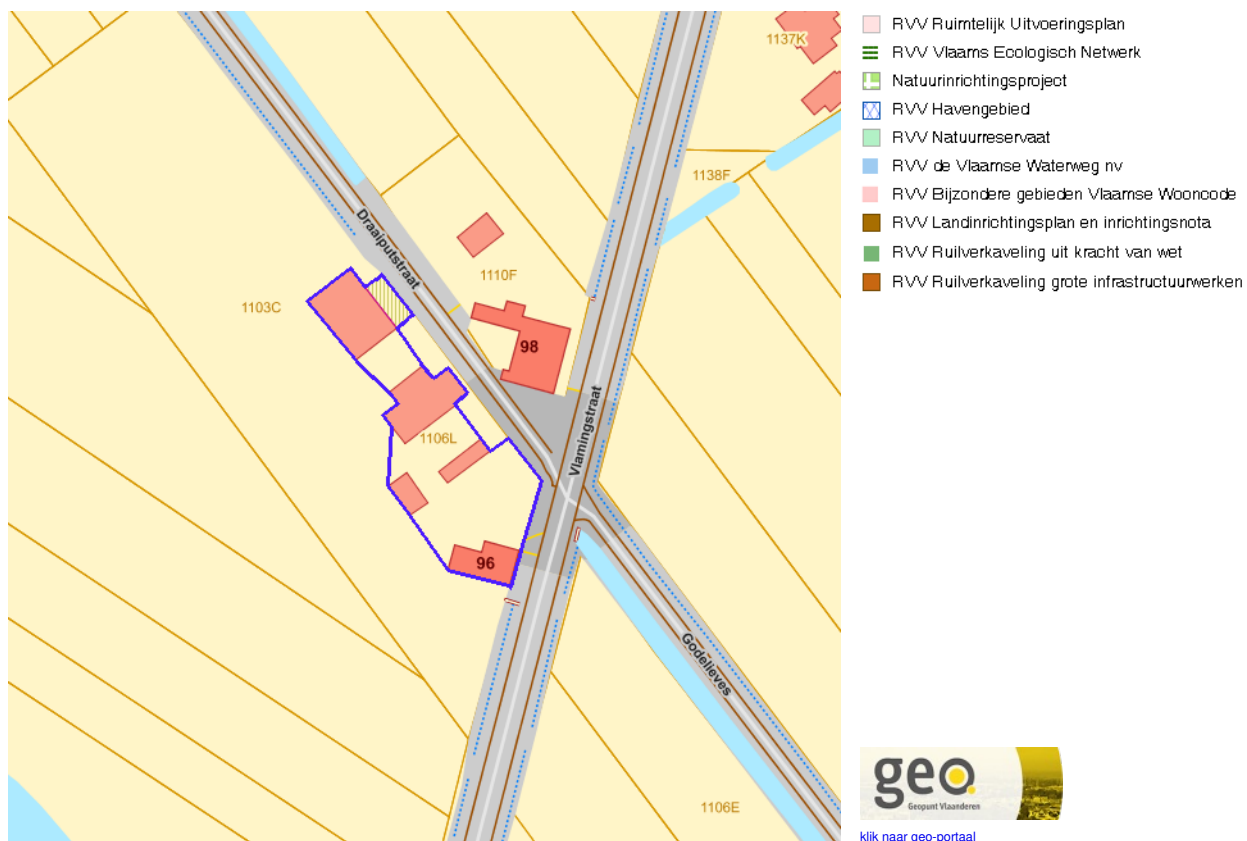 1137K
1138F
Draaiputstraat
1110F
1103C
98
Vlamingstraat
1106L
96
Godelieves
1106E
RVV Ruimtelijk Uitvoeringsplan
RVV Vlaams Ecologisch Netwerk
Natuurinrichtingsproject
RVV Havengebied
RVV Natuurreservaat
RVV de Vlaamse Waterweg nv
RVV Bijzondere gebieden Vlaamse Wooncode
RVV Landinrichtingsplan en inrichtingsnota
RVV Ruilverkaveling uit kracht van wet
RVV Ruilverkaveling grote infrastructuurwerken
geo
Geopunt Vlaanderen
klik naar geo-portaal